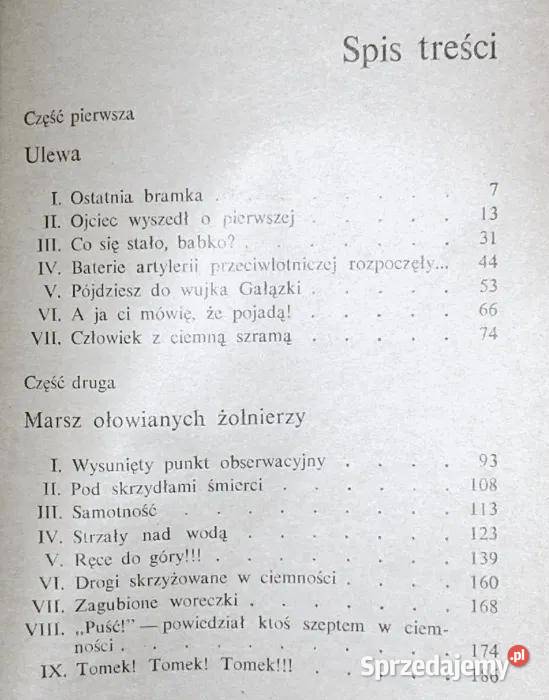 Spis treści
Część pierwsza
Ulewa
I. Ostatnia bramka . . . . . . . 7
II. Ojciec wyszedł o pierwszej . . . . 13
III. Co się stało, babko? . . . . . . 31
IV. Baterie artylerii przeciwlotniczej rozpoczęły... 44
V. Pójdziesz do wujka Gałązki . . . . 53
VI. A ja ci mówię, że pojadą! . . . . 66
VII. Człowiek z ciemną szramą . . . . 74
Część druga
Marsz ołowianych żołnierzy
I. Wysunięty punkt obserwacyjny . . . . 93
II. Pod skrzydłami śmierci . . . . . . 108
III. Samotność . . . . . . . . 113
IV. Strzały nad wodą . . . . . . 123
V. Ręce do góry!!! . . . . . . . 139
VI. Drogi skrzyżowane w ciemności . . . . 160
VII. Zagubione woreczki . . . . . . 168
VIII. „Puść!” — powiedział ktoś szeptem w ciem-
ności . . . . . . . . . . 174
IX. Tomek! Tomek! Tomek!!! . . . . . 186
Sprzedajemy.pl